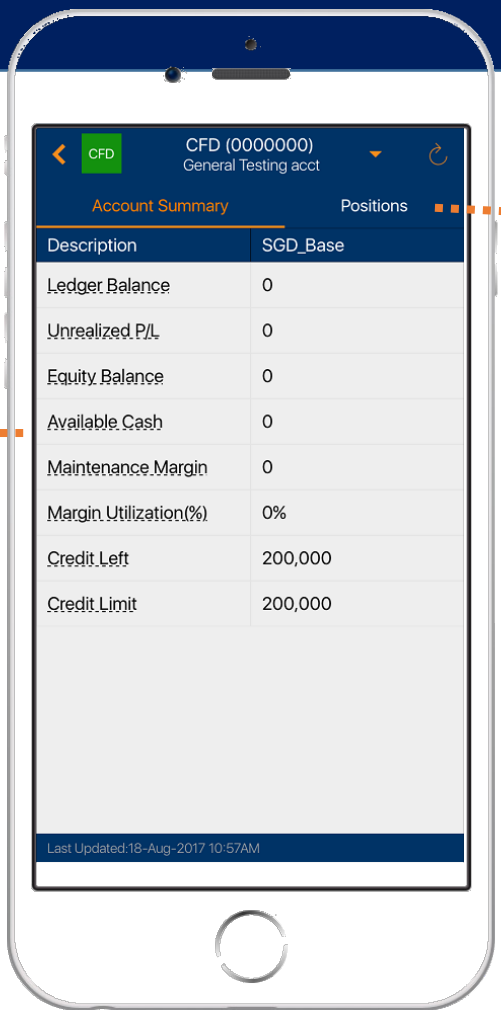 CFD
CFD (0000000)
General Testing acct
Account Summary Positions
Description SGD_Base
Ledger Balance 0
Unrealized P/L 0
Equity Balance 0
Available Cash 0
Maintenance Margin 0
Margin Utilization(%) 0%
Credit Left 200,000
Credit Limit 200,000
Last Updated:18-Aug-2017 10:57AM